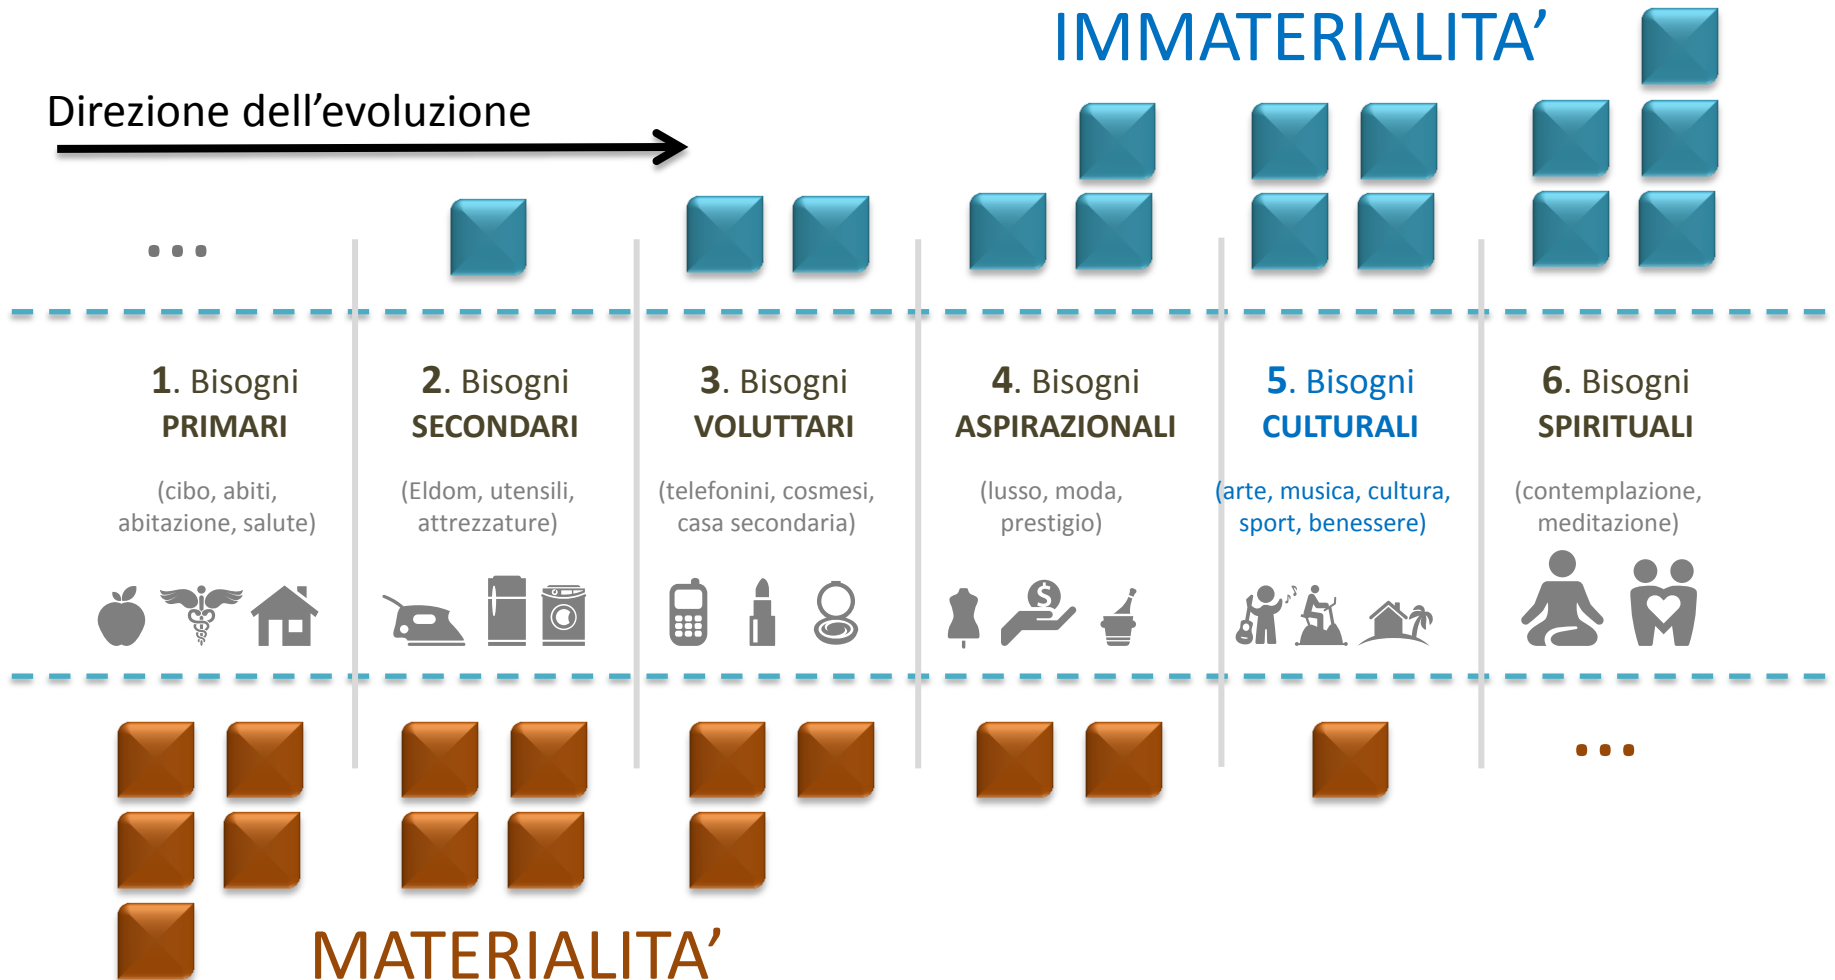 IMMATERIALITA’
Direzione dell’evoluzione
...
1. Bisogni
PRIMARI
(cibo, abiti,
abitazione, salute)
2. Bisogni
SECONDARI
(Eldom, utensili,
attrezzature)
3. Bisogni
VOLUTTARI
(telefonini, cosmesi,
casa secondaria)
4. Bisogni
ASPIRAZIONALI
(lusso, moda,
prestigio)
5. Bisogni
CULTURALI
(arte, musica, cultura,
sport, benessere)
6. Bisogni
SPIRITUALI
(contemplazione,
meditazione)
$
...
MATERIALITA’